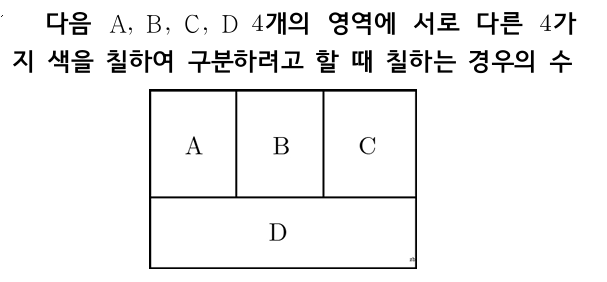 다음 A, B, C, D 4개의 영역에 서로 다른 4가
지 색을 칠하여 구분하려고 할 때 칠하는 경우의 수
A B C
D